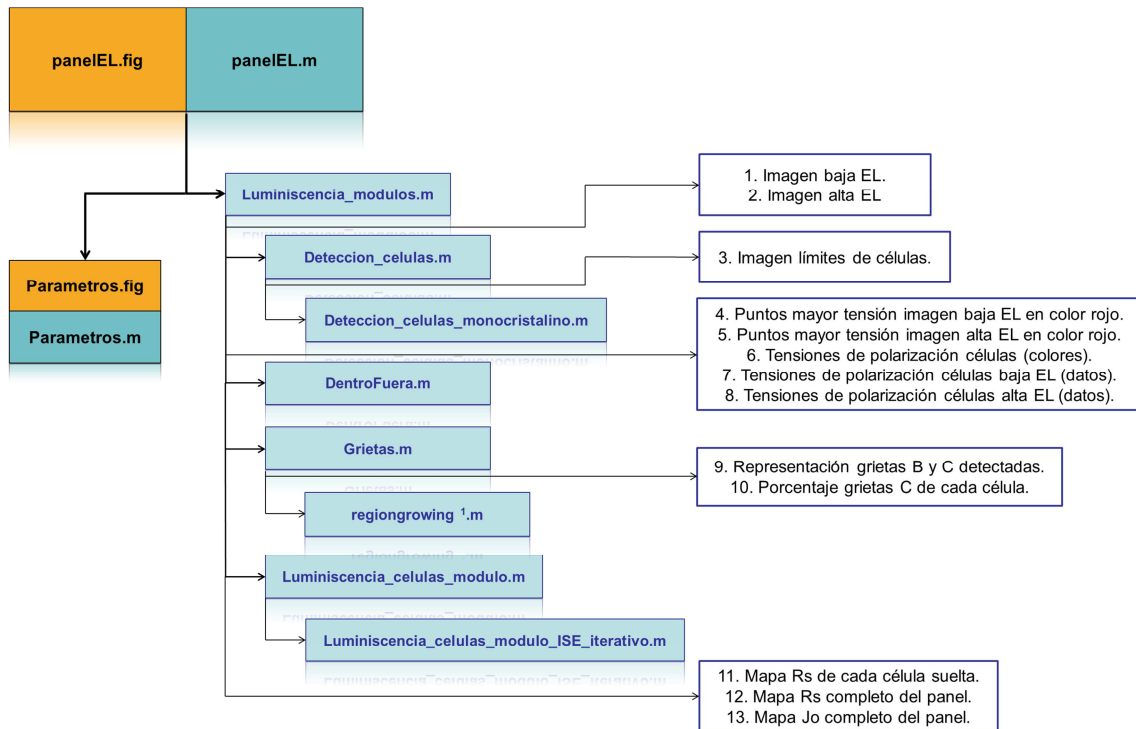 panelEL.fig
panelEL.m
Luminiscencia_modulos.m
1. Imagen baja EL.
2. Imagen alta EL
Deteccion_celulas.m
3. Imagen límites de células.
Parametros.fig
Parametros.m
Deteccion_celulas_monocristalino.m
4. Puntos mayor tensión imagen baja EL en color rojo.
5. Puntos mayor tensión imagen alta EL en color rojo.
6. Tensiones de polarización células (colores).
7. Tensiones de polarización células baja EL (datos).
8. Tensiones de polarización células alta EL (datos).
DentroFuera.m
Grietas.m
9. Representación grietas B y C detectadas.
10. Porcentaje grietas C de cada célula.
regiongrowing ¹.m
Luminiscencia_celulas_modulo.m
Luminiscencia_celulas_modulo_ISE_iterativo.m
11. Mapa Rs de cada célula suelta.
12. Mapa Rs completo del panel.
13. Mapa Jo completo del panel.